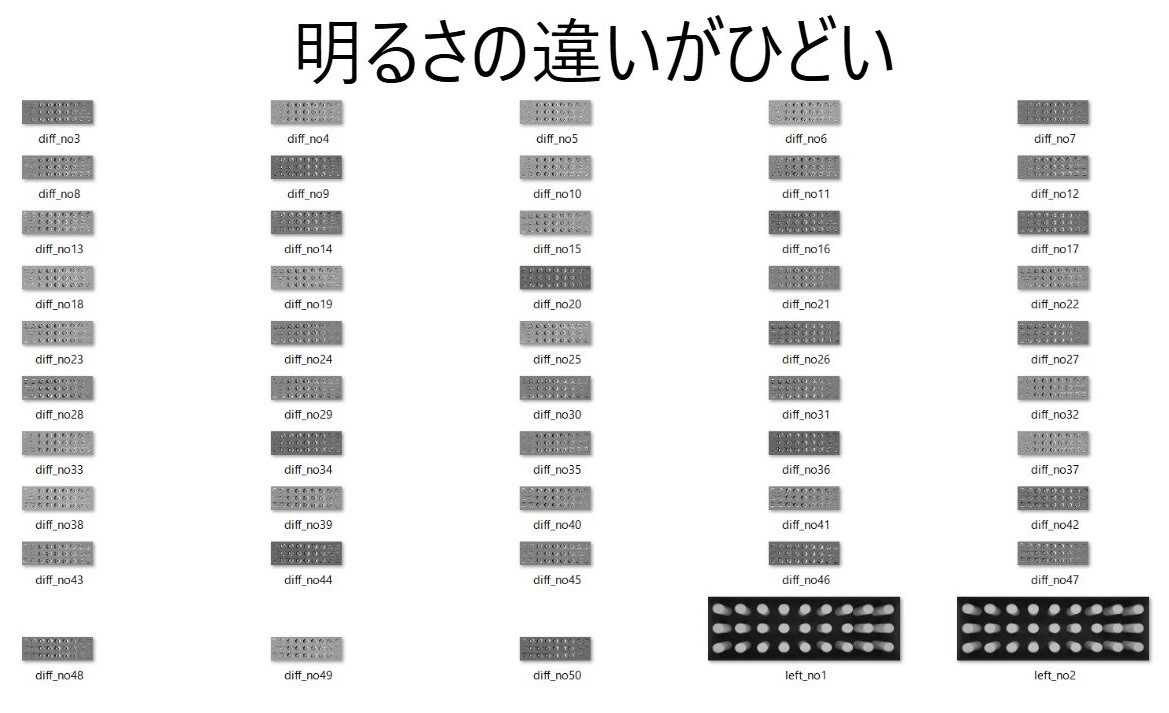 明るさの違いがひどい
diff_no3 diff_no4 diff_no5 diff_no6 diff_no7
diff_no8 diff_no9 diff_no10 diff_no11 diff_no12
diff_no13 diff_no14 diff_no15 diff_no16 diff_no17
diff_no18 diff_no19 diff_no20 diff_no21 diff_no22
diff_no23 diff_no24 diff_no25 diff_no26 diff_no27
diff_no28 diff_no29 diff_no30 diff_no31 diff_no32
diff_no33 diff_no34 diff_no35 diff_no36 diff_no37
diff_no38 diff_no39 diff_no40 diff_no41 diff_no42
diff_no43 diff_no44 diff_no45 diff_no46 diff_no47
diff_no48 diff_no49 diff_no50 left_no1 left_no2